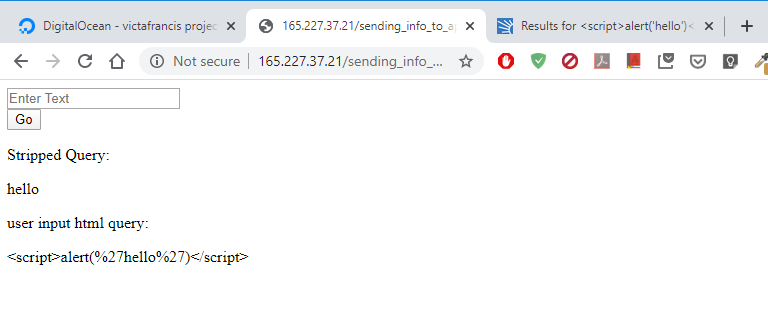 DigitalOcean - victafrancis projec
165.227.37.21/sending_info_to_ap
Results for <script>alert('hello')<
Not secure | 165.227.37.21/sending_info_...
Enter Text
Go
Stripped Query:
hello
user input html query:
<script>alert(%27hello%27)</script>